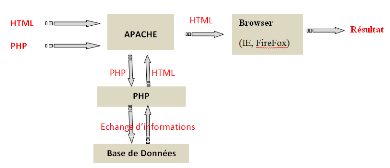 HTML
PHP
APACHE
HTML
Browser
(IE, FireFox)
Résultat
PHP
HTML
PHP
Echange d'informations
Base de Données